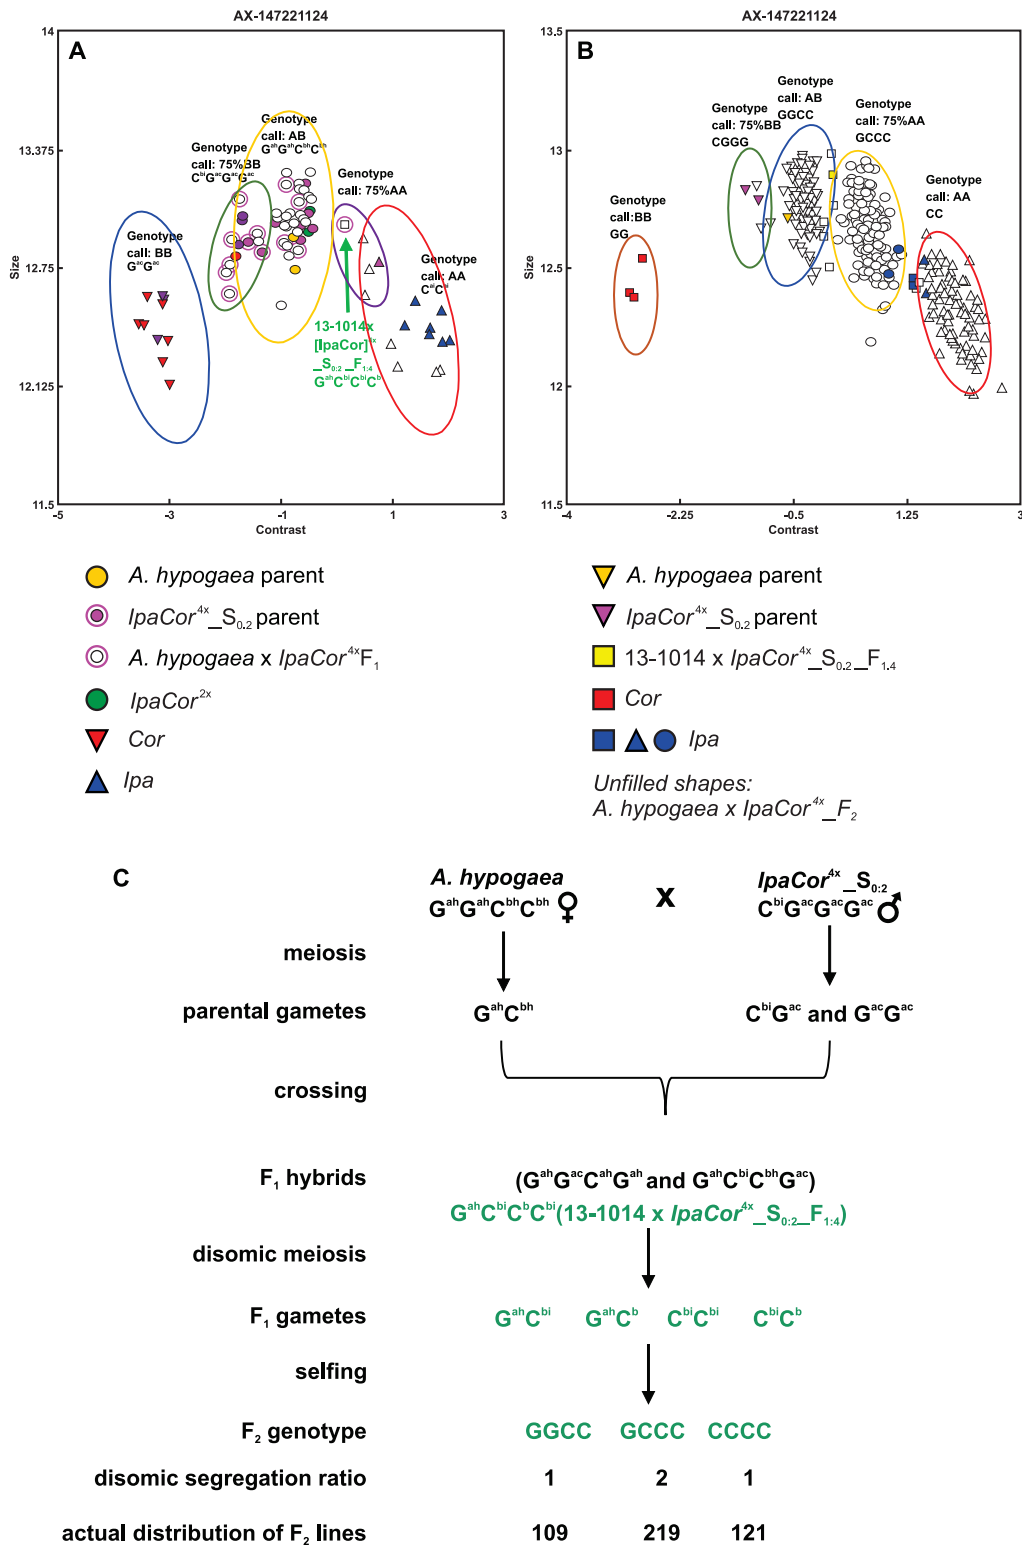 AX-147221124
A
14
13.375
12.75
12.125
11.5
Size
-5
-3
-1
1
3
Contrast
Genotype
call: BB
GᵃᶜGᵃᶜ
Genotype
call: 75%BB
CᵇⁱGᵃᶜGᵃᶜGᵃᶜ
Genotype
call: AB
GᵃʰGᵃʰCᵇʰCᵇʰ
Genotype
call: 75%AA
Genotype
call: AA
13-1014x
[IpaCor]⁴ˣ
_S₀:₂_F₁:₄
GᵃʰCᵇⁱCᵇⁱCᵇ
AX-147221124
B
13.5
13
12.5
12
11.5
Size
-4
-2.25
-0.5
1.25
3
Contrast
Genotype
call:BB
GG
Genotype
call: 75%BB
CGGG
Genotype
call: AB
GGCC
Genotype
call: 75%AA
GCCC
Genotype
call: AA
CC
A. hypogaea parent
IpaCor⁴ˣ_S₀.₂ parent
A. hypogaea x IpaCor⁴ˣF₁
IpaCor²ˣ
Cor
Ipa
A. hypogaea parent
IpaCor⁴ˣ_S₀.₂ parent
13-1014 x IpaCor⁴ˣ_S₀.₂_F₁.₄
Cor
Ipa
Unfilled shapes:
A. hypogaea x IpaCor⁴ˣ_F₂
C
A. hypogaea x IpaCor⁴ˣ_S₀:₂
GᵃʰGᵃʰCᵇʰCᵇʰ ♀ CᵇⁱGᵃᶜGᵃᶜGᵃᶜ ♂
meiosis
parental gametes GᵃʰCᵇʰ CᵇⁱGᵃᶜ and GᵃᶜGᵃᶜ
crossing
F₁ hybrids (GᵃʰGᵃᶜCᵃʰGᵃʰ and GᵃʰCᵇⁱCᵇʰGᵃᶜ)
GᵃʰCᵇⁱCᵇCᵇⁱ(13-1014 x IpaCor⁴ˣ_S₀:₂_F₁:₄)
disomic meiosis
F₁ gametes GᵃʰCᵇⁱ GᵃʰCᵇ CᵇⁱCᵇⁱ CᵇⁱCᵇ
selfing
F₂ genotype GGCC GCCC CCCC
disomic segregation ratio 1 2 1
actual distribution of F₂ lines 109 219 121